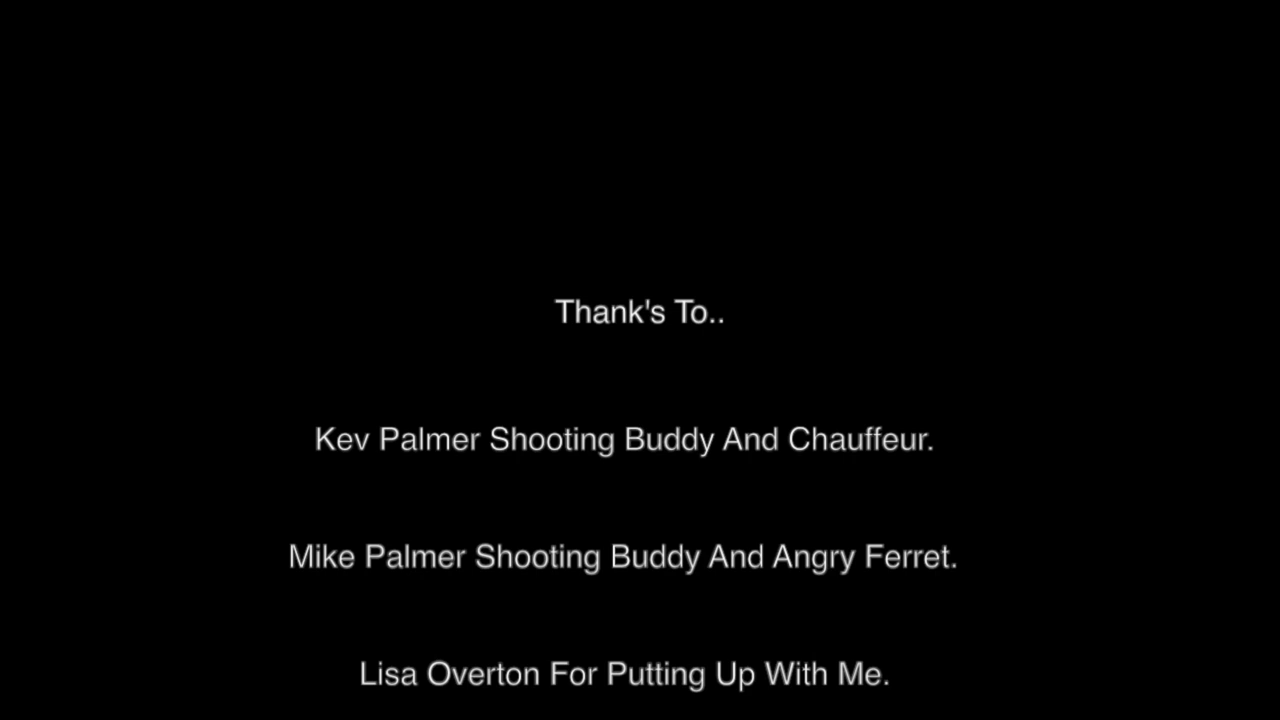 Thank's To..
Kev Palmer Shooting Buddy And Chauffeur.
Mike Palmer Shooting Buddy And Angry Ferret.
Lisa Overton For Putting Up With Me.